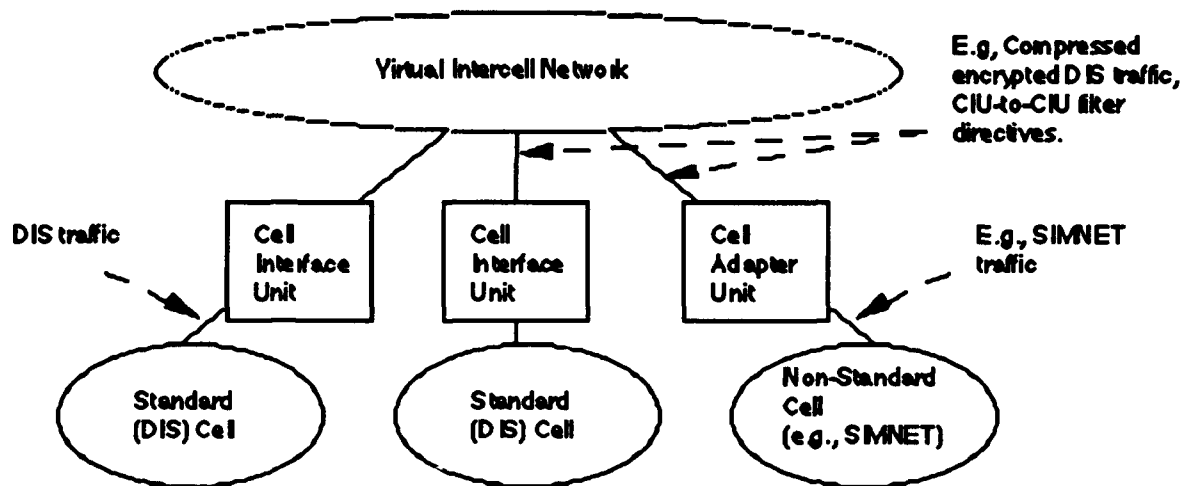 Virtual Intercell Network
E.g, Compressed
encrypted DIS traffic,
CIU-to-CIU filter
directives.
DIS traffic
Cell
Interface
Unit
Cell
Interface
Unit
Cell
Adapter
Unit
E.g., SIMNET
traffic
Standard
(DIS) Cell
Standard
(DIS) Cell
Non-Standard
Cell
(e.g., SIMNET)